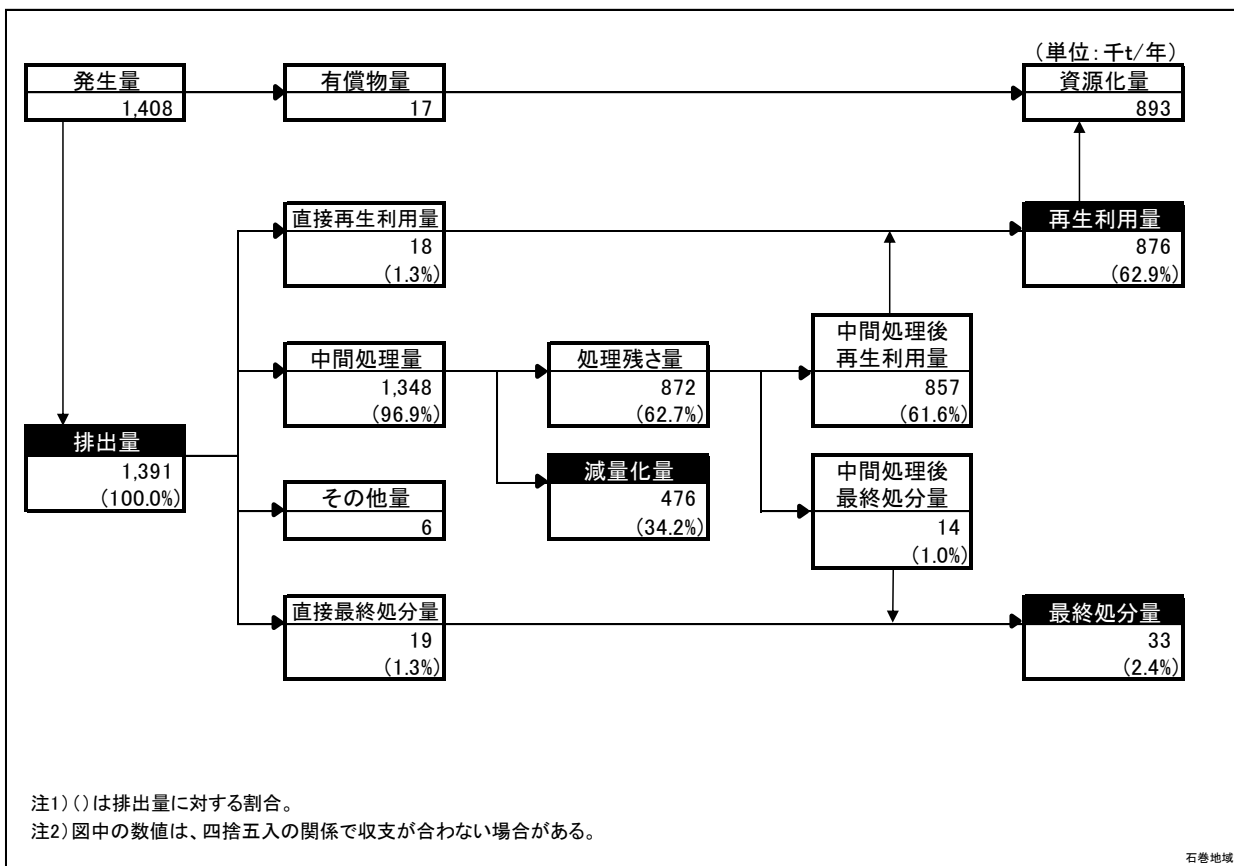 (単位:千t/年)
発生量
1,408
有償物量
17
資源化量
893
直接再生利用量
18
(1.3%)
再生利用量
876
(62.9%)
中間処理量
1,348
(96.9%)
処理残さ量
872
(62.7%)
中間処理後
再生利用量
857
(61.6%)
排出量
1,391
(100.0%)
減量化量
476
(34.2%)
中間処理後
最終処分量
14
(1.0%)
その他量
6
直接最終処分量
19
(1.3%)
最終処分量
33
(2.4%)
注1)()は排出量に対する割合。
注2)図中の数値は、四捨五入の関係で収支が合わない場合がある。
石巻地域